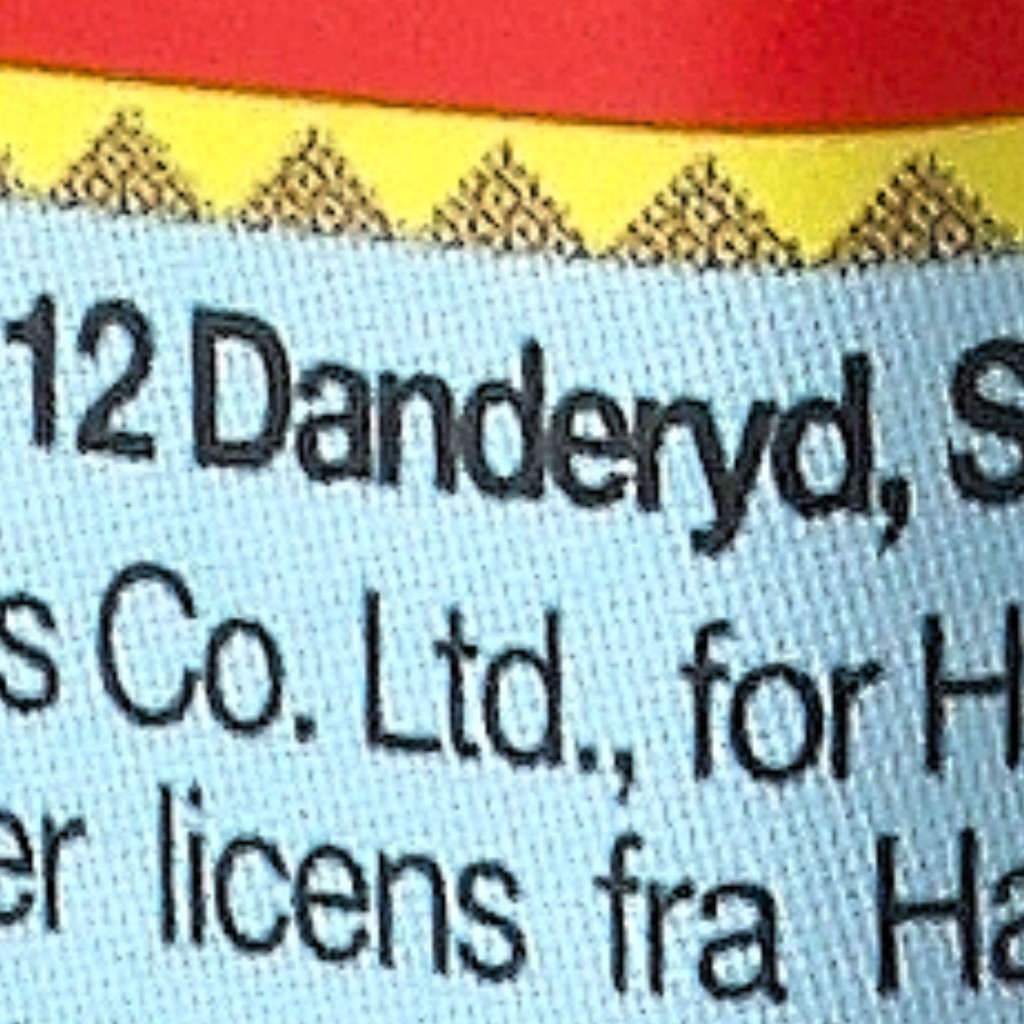 12 Danderyd, S
s Co. Ltd., for H
er licens fra Ha